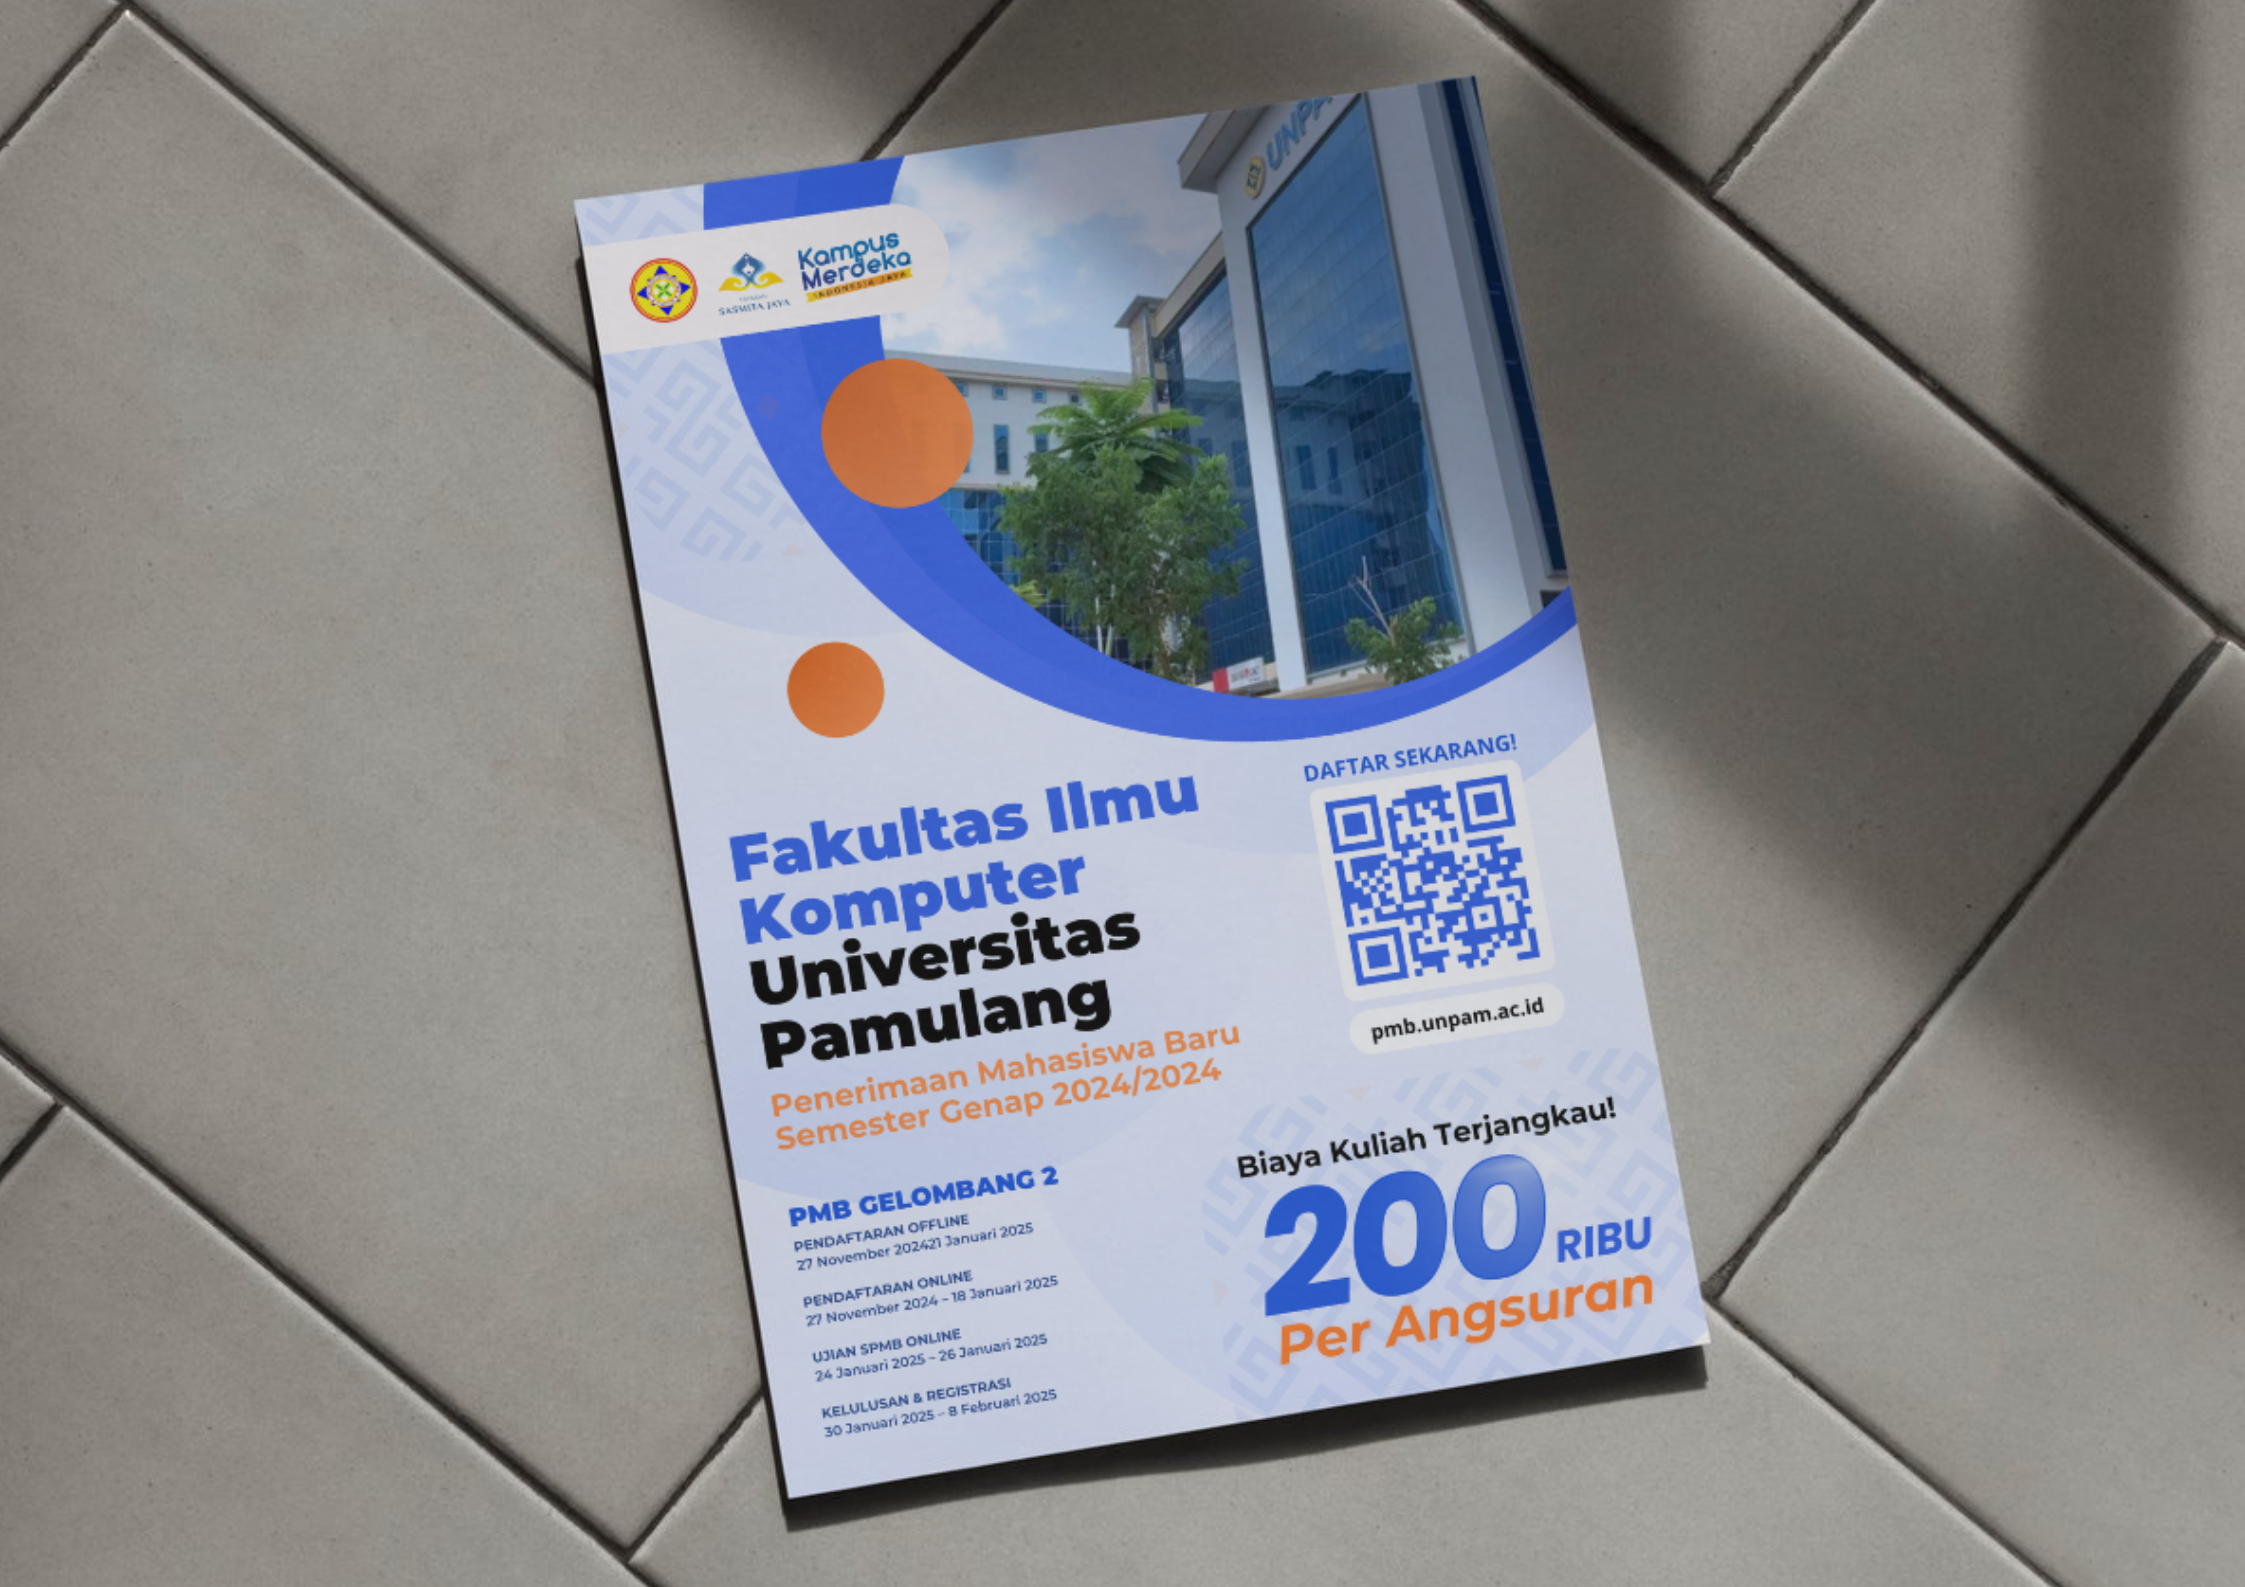 UNPA
Kampus
Merdeka
INDONESIA JAYA
SASMITA JAYA
DAFTAR SEKARANG!
pmb.unpam.ac.id
Fakultas Ilmu
Komputer
Universitas
Pamulang
Penerimaan Mahasiswa Baru
Semester Genap 2024/2024
PMB GELOMBANG 2
PENDAFTARAN OFFLINE
27 November 202421 Januari 2025
PENDAFTARAN ONLINE
27 November 2024 – 18 Januari 2025
UJIAN SPMB ONLINE
24 Januari 2025 – 26 Januari 2025
KELULUSAN & REGISTRASI
30 Januari 2025 – 8 Februari 2025
Biaya Kuliah Terjangkau!
200 RIBU
Per Angsuran